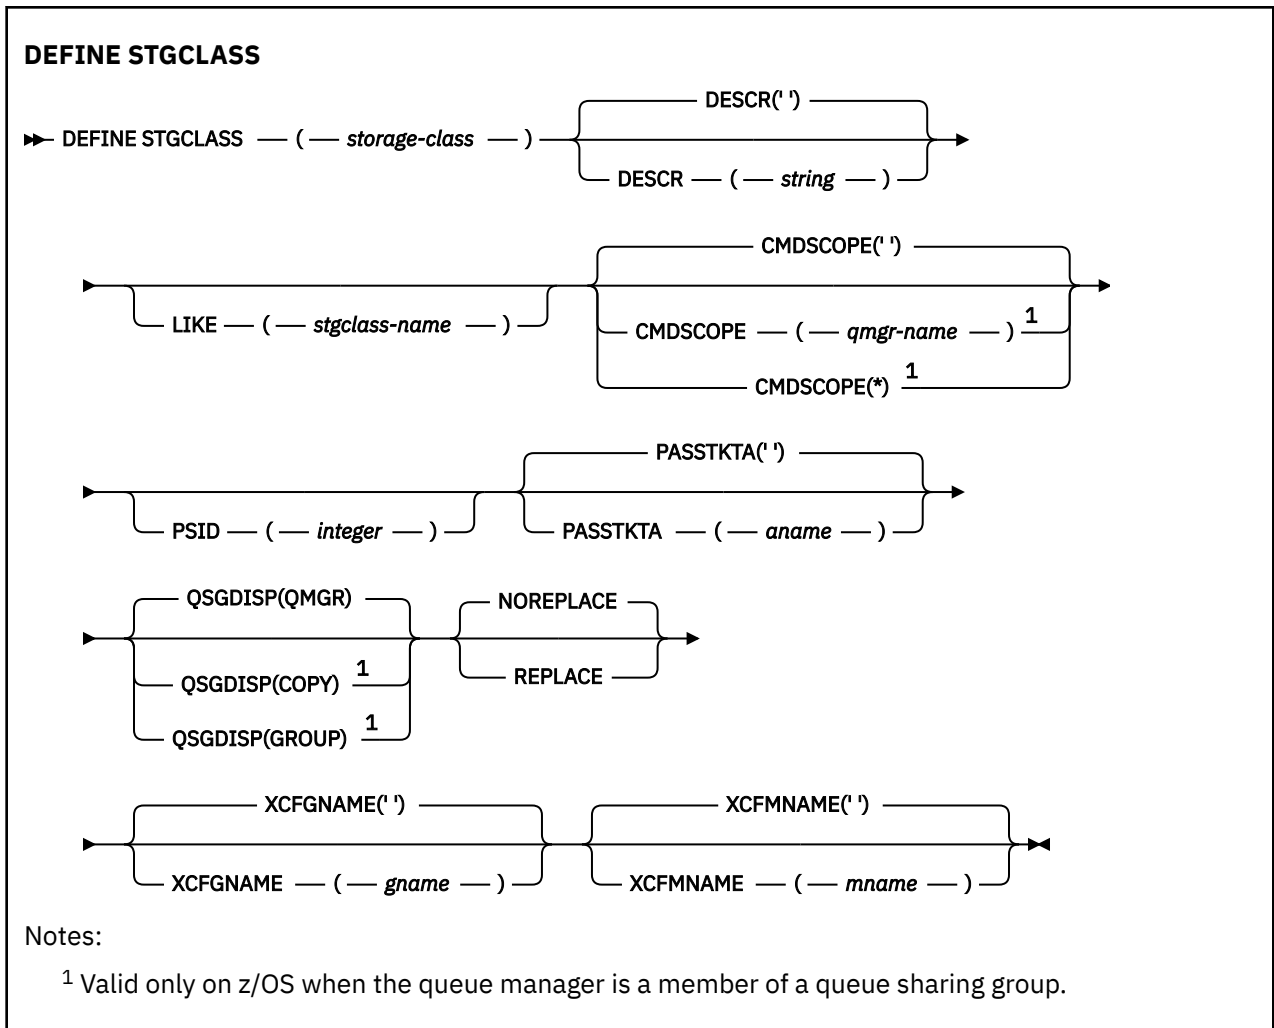 DEFINE STGCLASS
DESCR(' ')
DEFINE STGCLASS ( storage-class )
DESCR ( string )
CMDSCOPE(' ')
LIKE ( stgclass-name )
CMDSCOPE ( qmgr-name ) 1
CMDSCOPE(*) 1
PASSTKTA(' ')
PSID ( integer )
PASSTKTA ( aname )
QSGDISP(QMGR)
NOREPLACE
QSGDISP(COPY) 1
REPLACE
QSGDISP(GROUP) 1
XCFGNAME(' ')
XCFMNAME(' ')
XCFGNAME ( gname )
XCFMNAME ( mname )
Notes:
1 Valid only on z/OS when the queue manager is a member of a queue sharing group.